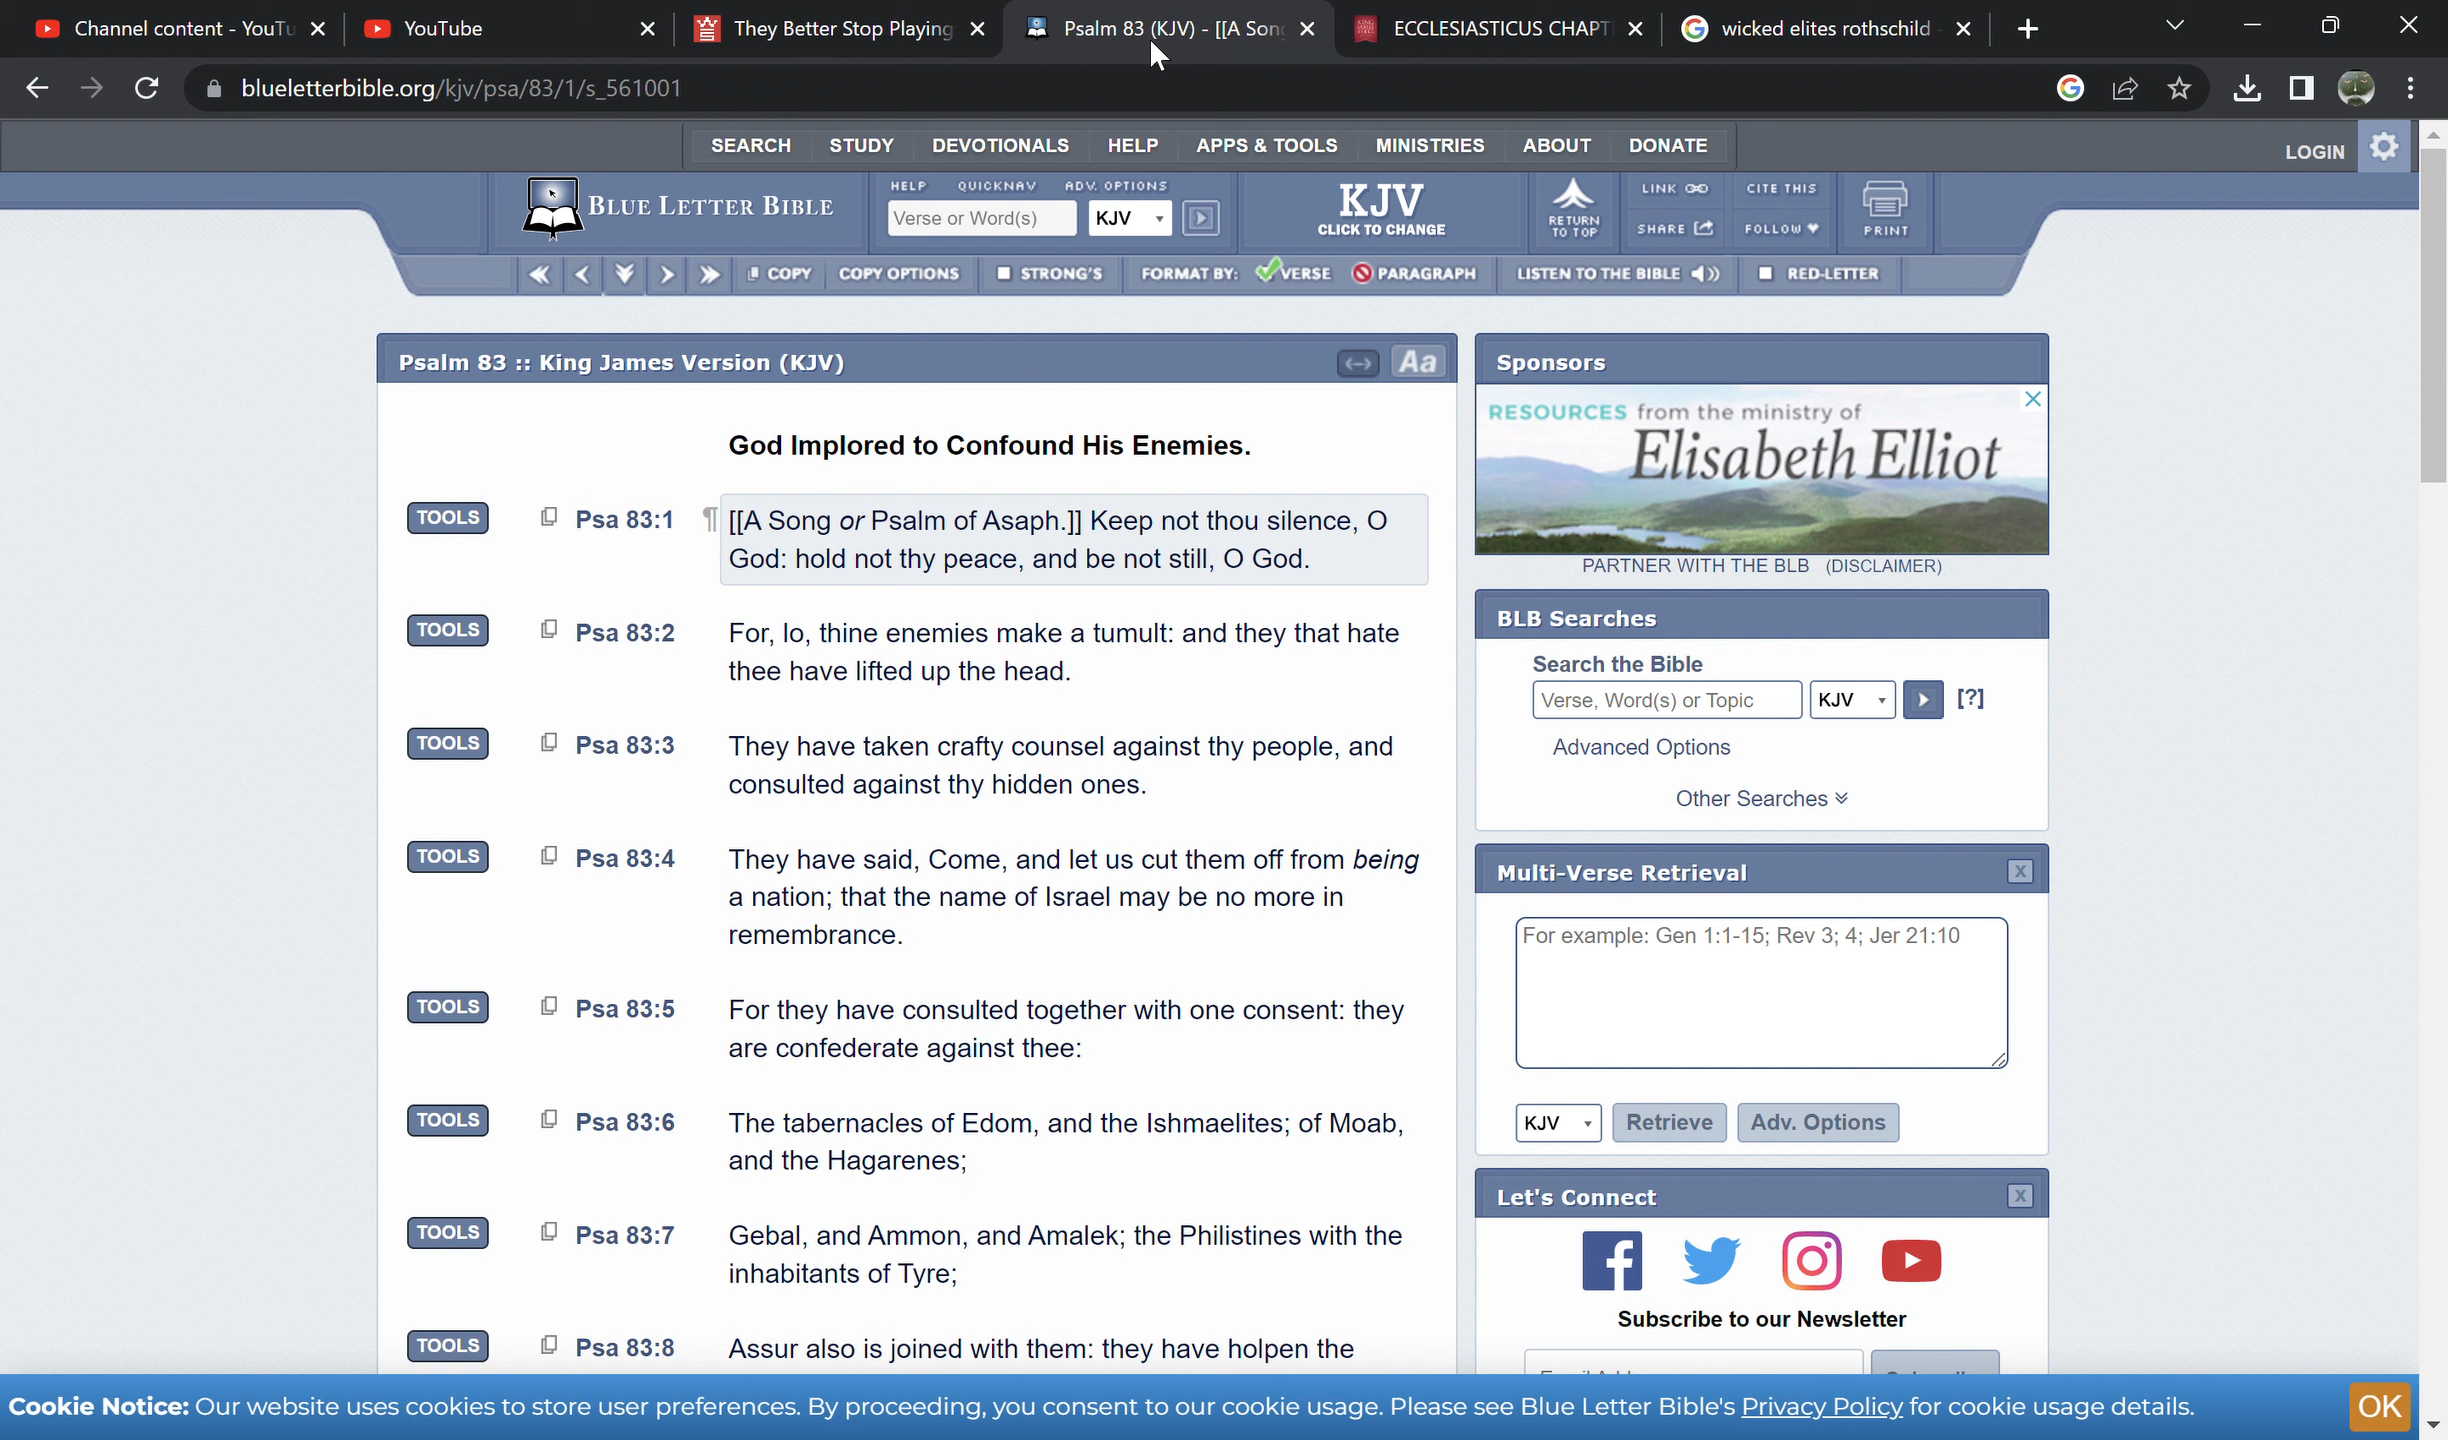 Channel content - YouTu
YouTube
They Better Stop Playing
Psalm 83 (KJV) - [[A Song
ECCLESIASTICUS CHAPT
wicked elites rothschild -
blueletterbible.org/kjv/psa/83/1/s_561001
SEARCH STUDY DEVOTIONALS HELP APPS & TOOLS MINISTRIES ABOUT DONATE
LOGIN
BLUE LETTER BIBLE
HELP QUICKNAV ADV. OPTIONS
Verse or Word(s) KJV
KJV
CLICK TO CHANGE
RETURN
TO TOP
LINK CITE THIS
SHARE FOLLOW
PRINT
COPY COPY OPTIONS STRONG'S FORMAT BY: VERSE PARAGRAPH LISTEN TO THE BIBLE RED-LETTER
Psalm 83 :: King James Version (KJV)
Aa
God Implored to Confound His Enemies.
TOOLS Psa 83:1 ¶ [[A Song or Psalm of Asaph.]] Keep not thou silence, O
God: hold not thy peace, and be not still, O God.
TOOLS Psa 83:2 For, lo, thine enemies make a tumult: and they that hate
thee have lifted up the head.
TOOLS Psa 83:3 They have taken crafty counsel against thy people, and
consulted against thy hidden ones.
TOOLS Psa 83:4 They have said, Come, and let us cut them off from being
a nation; that the name of Israel may be no more in
remembrance.
TOOLS Psa 83:5 For they have consulted together with one consent: they
are confederate against thee:
TOOLS Psa 83:6 The tabernacles of Edom, and the Ishmaelites; of Moab,
and the Hagarenes;
TOOLS Psa 83:7 Gebal, and Ammon, and Amalek; the Philistines with the
inhabitants of Tyre;
TOOLS Psa 83:8 Assur also is joined with them: they have holpen the
Sponsors
RESOURCES from the ministry of
Elisabeth Elliot
PARTNER WITH THE BLB (DISCLAIMER)
BLB Searches
Search the Bible
Verse, Word(s) or Topic KJV [?]
Advanced Options
Other Searches
Multi-Verse Retrieval X
For example: Gen 1:1-15; Rev 3; 4; Jer 21:10
KJV Retrieve Adv. Options
Let's Connect X
Subscribe to our Newsletter
Cookie Notice: Our website uses cookies to store user preferences. By proceeding, you consent to our cookie usage. Please see Blue Letter Bible's Privacy Policy for cookie usage details. OK